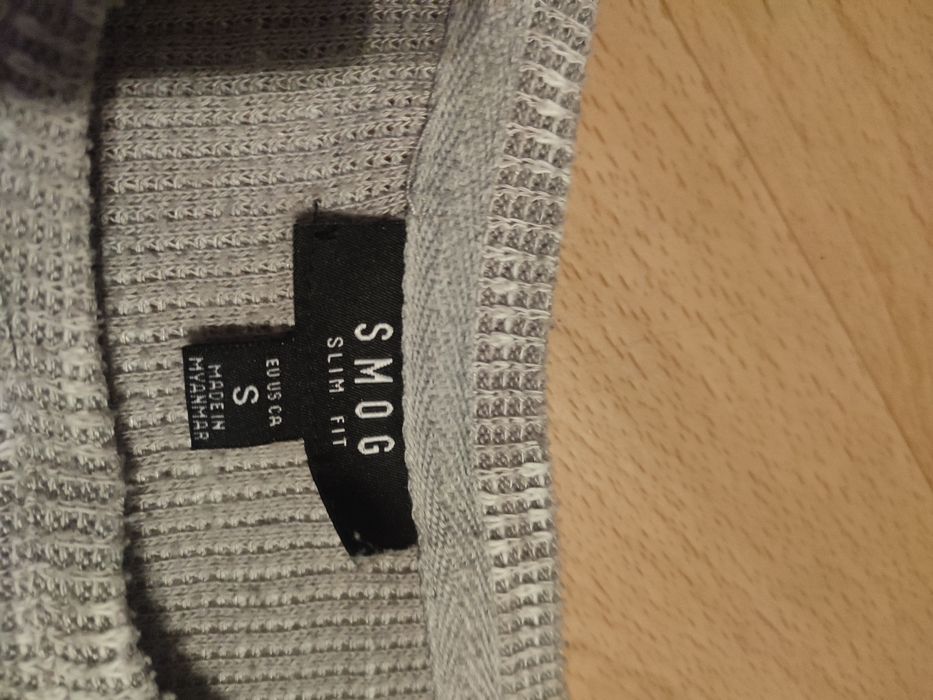 SMOG
SLIM FIT
EU US CA
S
MADE IN
MYANMAR